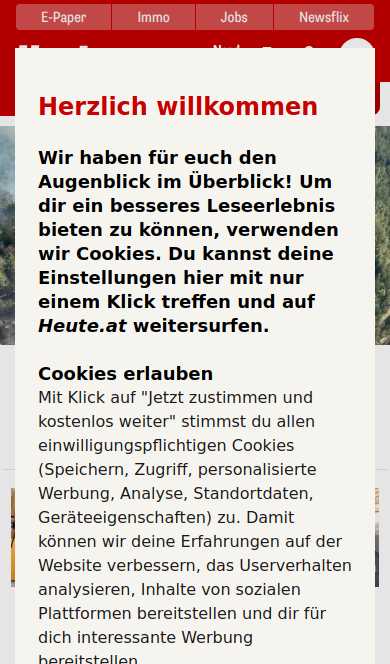 E-Paper
Immo
Jobs
Newsflix
Herzlich willkommen
Wir haben für euch den
Augenblick im Überblick! Um
dir ein besseres Leseerlebnis
bieten zu können, verwenden
wir Cookies. Du kannst deine
Einstellungen hier mit nur
einem Klick treffen und auf
Heute.at weitersurfen.
Cookies erlauben
Mit Klick auf "Jetzt zustimmen und
kostenlos weiter" stimmst du allen
einwilligungspflichtigen Cookies
(Speichern, Zugriff, personalisierte
Werbung, Analyse, Standortdaten,
Geräteeigenschaften) zu. Damit
können wir deine Erfahrungen auf der
Website verbessern, das Userverhalten
analysieren, Inhalte von sozialen
Plattformen bereitstellen und dir für
dich interessante Werbung
bereitstellen